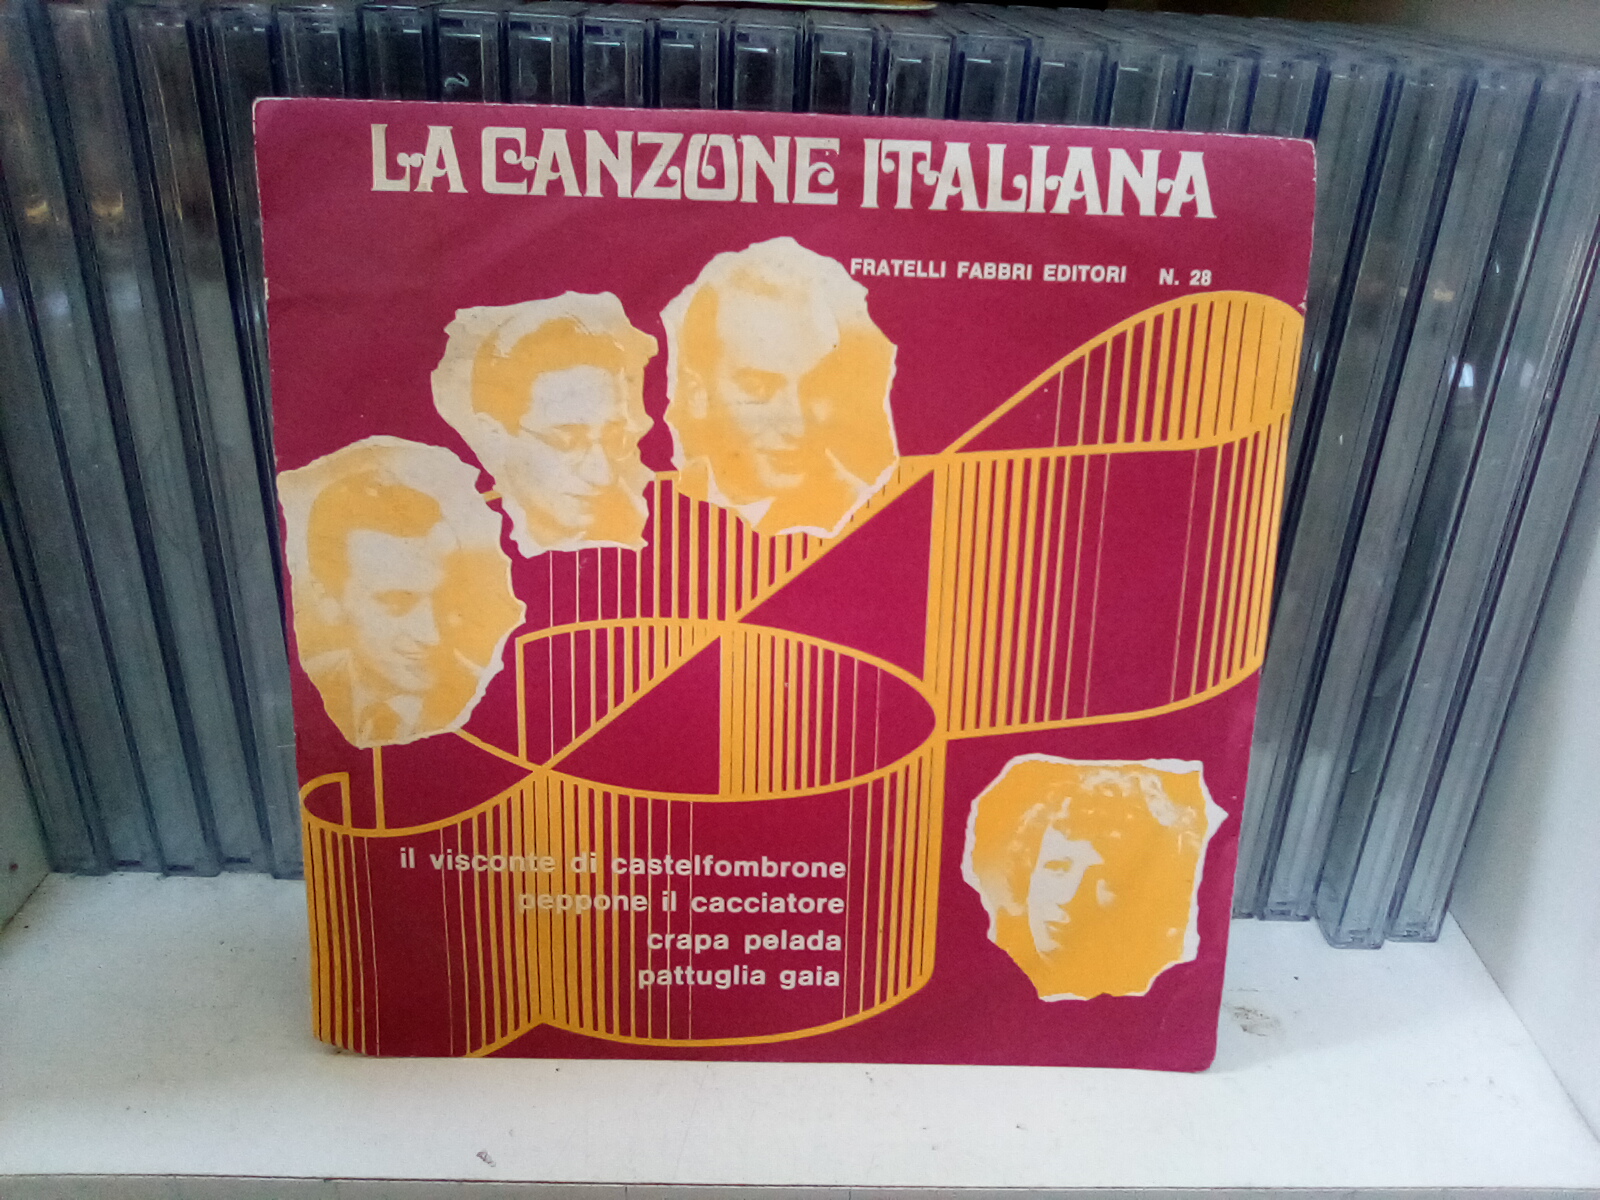 LA CANZONE ITALIANA
FRATELLI FABBRI EDITORI N. 28
il visconte di castelfombrone
peppone il cacciatore
crapa pelada
pattuglia gaia